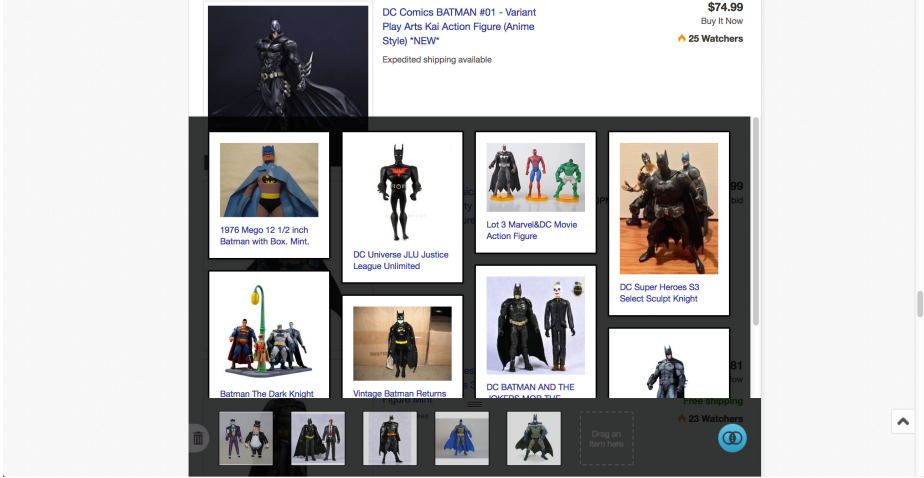 DC Comics BATMAN #01 - Variant
Play Arts Kai Action Figure (Anime
Style) *NEW*
Expedited shipping available
$74.99
Buy It Now
25 Watchers
1976 Mego 12 1/2 inch
Batman with Box. Mint.
DC Universe JLU Justice
League Unlimited
Lot 3 Marvel&DC Movie
Action Figure
DC Super Heroes S3
Select Sculpt Knight
99
bid
Batman The Dark Knight
Vintage Batman Returns
DC BATMAN AND THE
81
Free shipping
23 Watchers
Drag an
item here